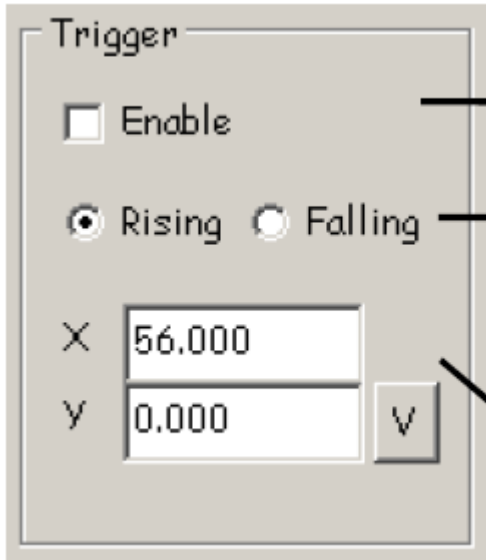 Trigger
Enable
Rising Falling
X 56.000
Y 0.000 V